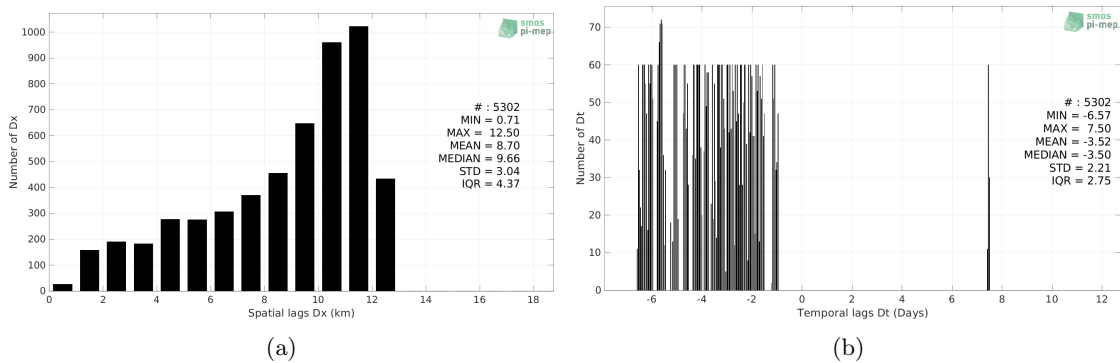 smos
pi-mep
1000
900
800
700
600
500
400
300
200
100
0
Number of Dx
# : 5302
MIN = 0.71
MAX = 12.50
MEAN = 8.70
MEDIAN = 9.66
STD = 3.04
IQR = 4.37
0 2 4 6 8 10 12 14 16 18
Spatial lags Dx (km)
(a)
smos
pi-mep
70
60
50
40
30
20
10
0
Number of Dt
# : 5302
MIN = -6.57
MAX = 7.50
MEAN = -3.52
MEDIAN = -3.50
STD = 2.21
IQR = 2.75
-6 -4 -2 0 2 4 6 8 10 12
Temporal lags Dt (Days)
(b)